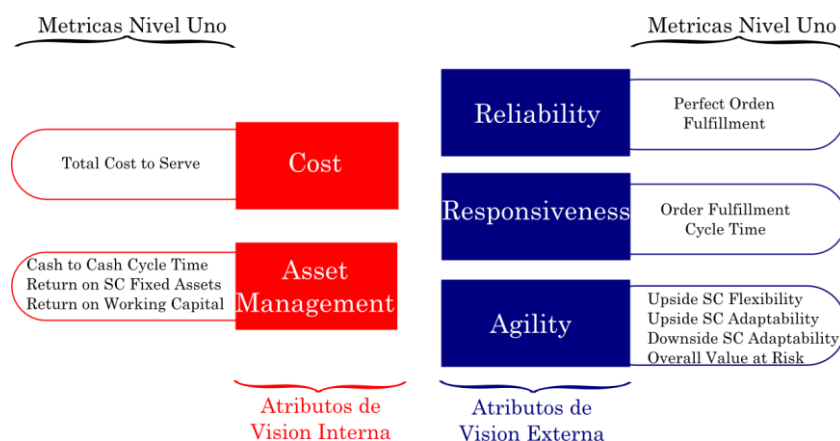 Metricas Nivel Uno
Total Cost to Serve
Cost
Cash to Cash Cycle Time
Return on SC Fixed Assets
Return on Working Capital
Asset
Management
Atributos de
Vision Interna
Metricas Nivel Uno
Reliability
Perfect Orden
Fulfillment
Responsiveness
Order Fulfillment
Cycle Time
Agility
Upside SC Flexibility
Upside SC Adaptability
Downside SC Adaptability
Overall Value at Risk
Atributos de
Vision Externa